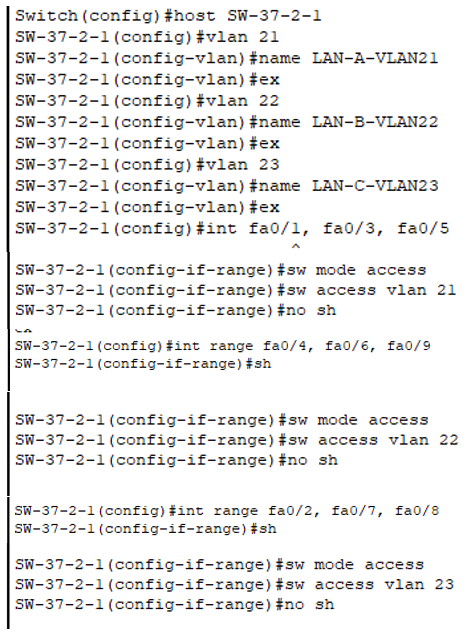 Switch(config)#host SW-37-2-1
SW-37-2-1(config)#vlan 21
SW-37-2-1(config-vlan)#name LAN-A-VLAN21
SW-37-2-1(config-vlan)#ex
SW-37-2-1(config)#vlan 22
SW-37-2-1(config-vlan)#name LAN-B-VLAN22
SW-37-2-1(config-vlan)#ex
SW-37-2-1(config)#vlan 23
SW-37-2-1(config-vlan)#name LAN-C-VLAN23
SW-37-2-1(config-vlan)#ex
SW-37-2-1(config)#int fa0/1, fa0/3, fa0/5
^
SW-37-2-1(config-if-range)#sw mode access
SW-37-2-1(config-if-range)#sw access vlan 21
SW-37-2-1(config-if-range)#no sh
SW-37-2-1(config)#int range fa0/4, fa0/6, fa0/9
SW-37-2-1(config-if-range)#sh
SW-37-2-1(config-if-range)#sw mode access
SW-37-2-1(config-if-range)#sw access vlan 22
SW-37-2-1(config-if-range)#no sh
SW-37-2-1(config)#int range fa0/2, fa0/7, fa0/8
SW-37-2-1(config-if-range)#sh
SW-37-2-1(config-if-range)#sw mode access
SW-37-2-1(config-if-range)#sw access vlan 23
SW-37-2-1(config-if-range)#no sh